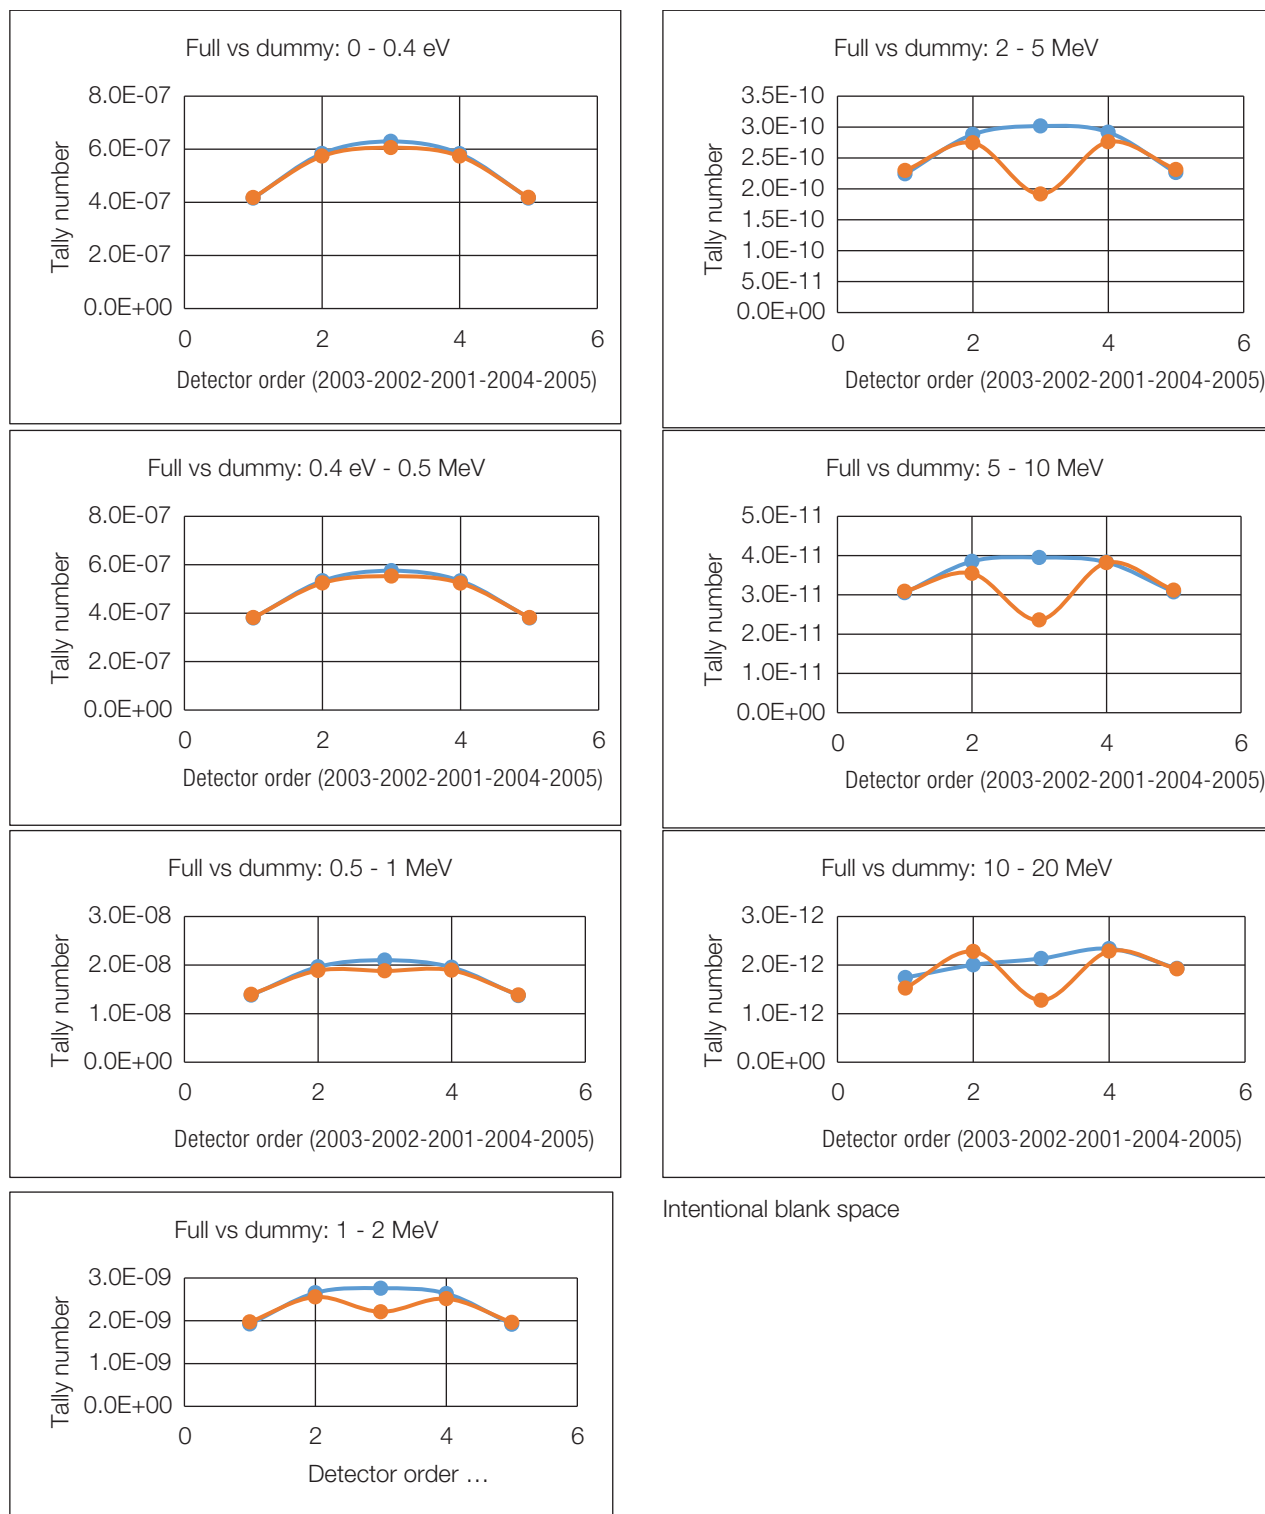 Full vs dummy: 0 - 0.4 eV
8.0E-07
6.0E-07
4.0E-07
2.0E-07
0.0E+00
Tally number
0 2 4 6
Detector order (2003-2002-2001-2004-2005)
Full vs dummy: 0.4 eV - 0.5 MeV
8.0E-07
6.0E-07
4.0E-07
2.0E-07
0.0E+00
Tally number
0 2 4 6
Detector order (2003-2002-2001-2004-2005)
Full vs dummy: 0.5 - 1 MeV
3.0E-08
2.0E-08
1.0E-08
0.0E+00
Tally number
0 2 4 6
Detector order (2003-2002-2001-2004-2005)
Full vs dummy: 1 - 2 MeV
3.0E-09
2.0E-09
1.0E-09
0.0E+00
Tally number
0 2 4 6
Detector order …
Full vs dummy: 2 - 5 MeV
3.5E-10
3.0E-10
2.5E-10
2.0E-10
1.5E-10
1.0E-10
5.0E-11
0.0E+00
Tally number
0 2 4 6
Detector order (2003-2002-2001-2004-2005)
Full vs dummy: 5 - 10 MeV
5.0E-11
4.0E-11
3.0E-11
2.0E-11
1.0E-11
0.0E+00
Tally number
0 2 4 6
Detector order (2003-2002-2001-2004-2005)
Full vs dummy: 10 - 20 MeV
3.0E-12
2.0E-12
1.0E-12
0.0E+00
Tally number
0 2 4 6
Detector order (2003-2002-2001-2004-2005)
Intentional blank space